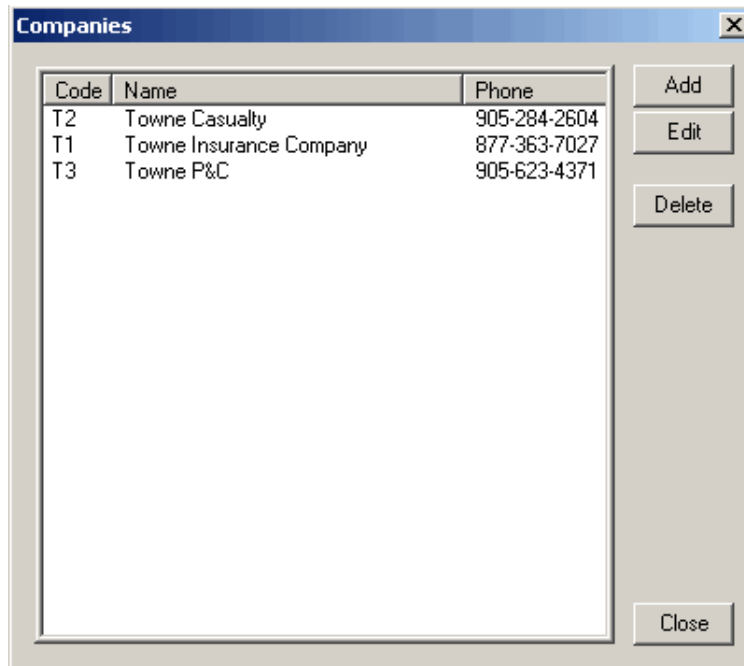 Companies
Code Name Phone
T2 Towne Casualty 905-284-2604
T1 Towne Insurance Company 877-363-7027
T3 Towne P&C 905-623-4371
Add
Edit
Delete
Close